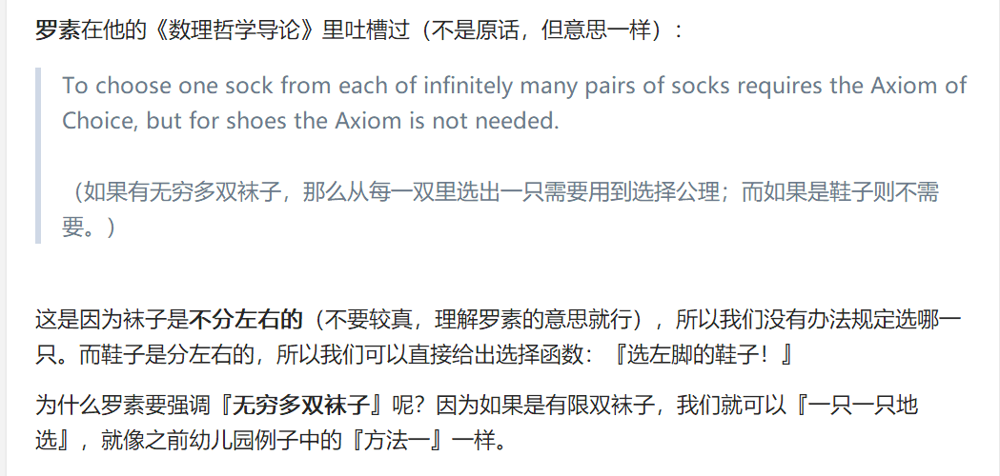 罗素在他的《数理哲学导论》里吐槽过（不是原话，但意思一样）：
To choose one sock from each of infinitely many pairs of socks requires the Axiom of
Choice, but for shoes the Axiom is not needed.
（如果有无穷多双袜子，那么从每一双里选出一只需要用到选择公理；而如果是鞋子则不需
要。）
这是因为袜子是不分左右的（不要较真，理解罗素的意思就行），所以我们没有办法规定选哪一
只。而鞋子是分左右的，所以我们可以直接给出选择函数：『选左脚的鞋子！』
为什么罗素要强调『无穷多双袜子』呢？因为如果是有限双袜子，我们就可以『一只一只地
选』，就像之前幼儿园例子中的『方法一』一样。